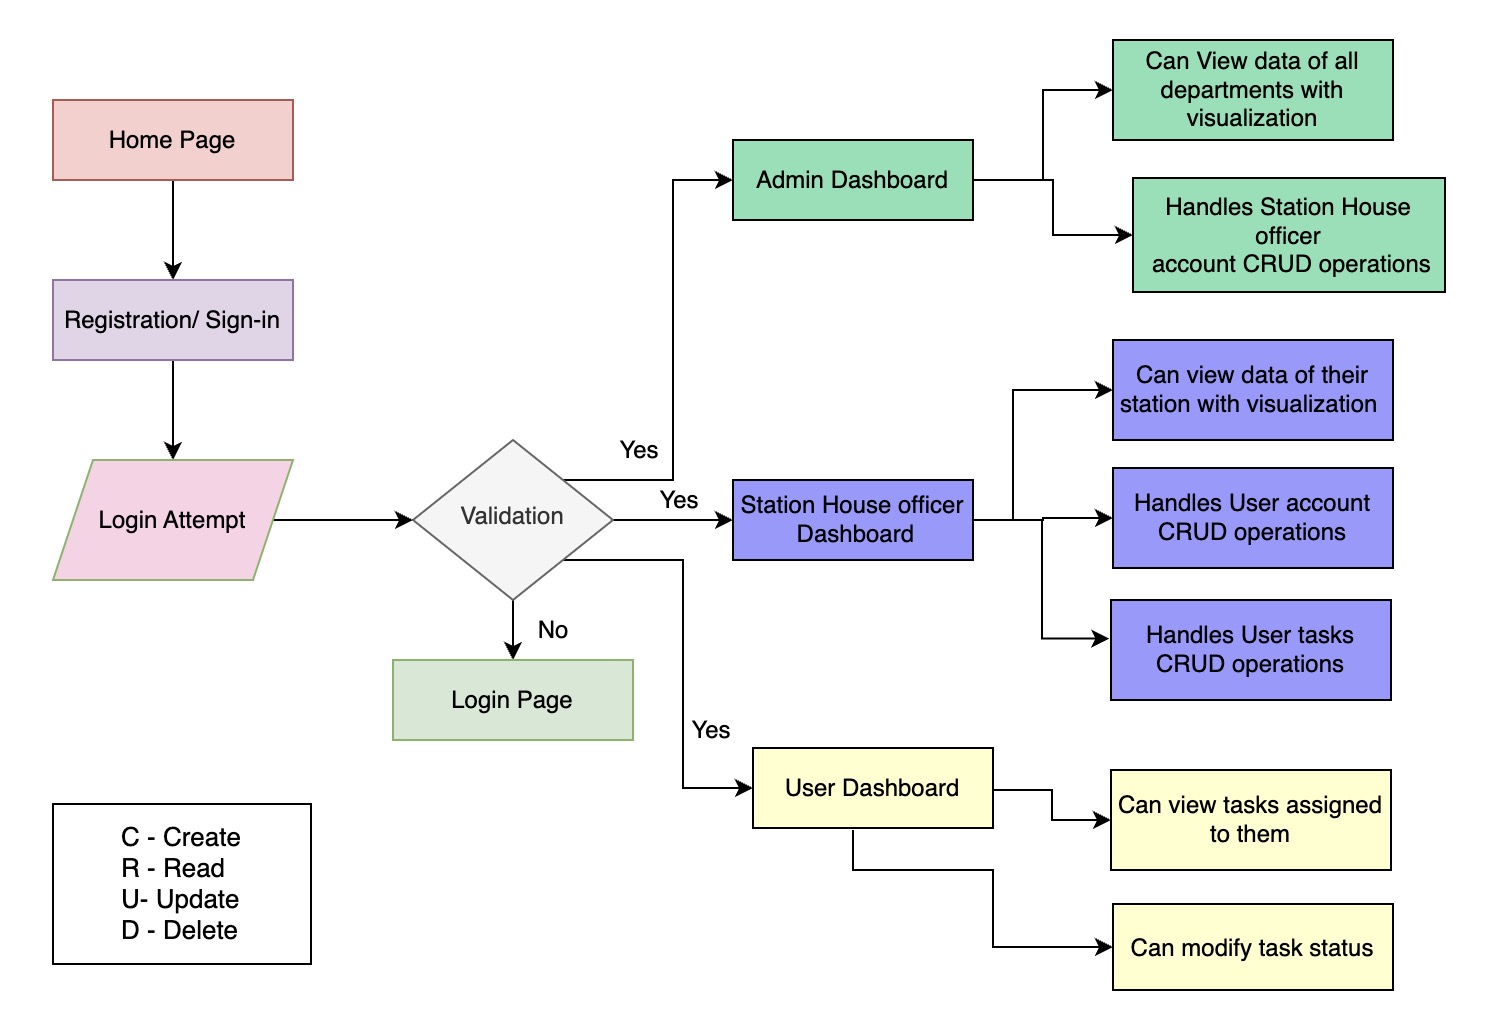 Home Page
Registration/ Sign-in
Login Attempt
Validation
Yes
Yes
No
Yes
Login Page
Admin Dashboard
Can View data of all
departments with
visualization
Handles Station House
officer
account CRUD operations
Station House officer
Dashboard
Can view data of their
station with visualization
Handles User account
CRUD operations
Handles User tasks
CRUD operations
User Dashboard
Can view tasks assigned
to them
Can modify task status
C - Create
R - Read
U- Update
D - Delete